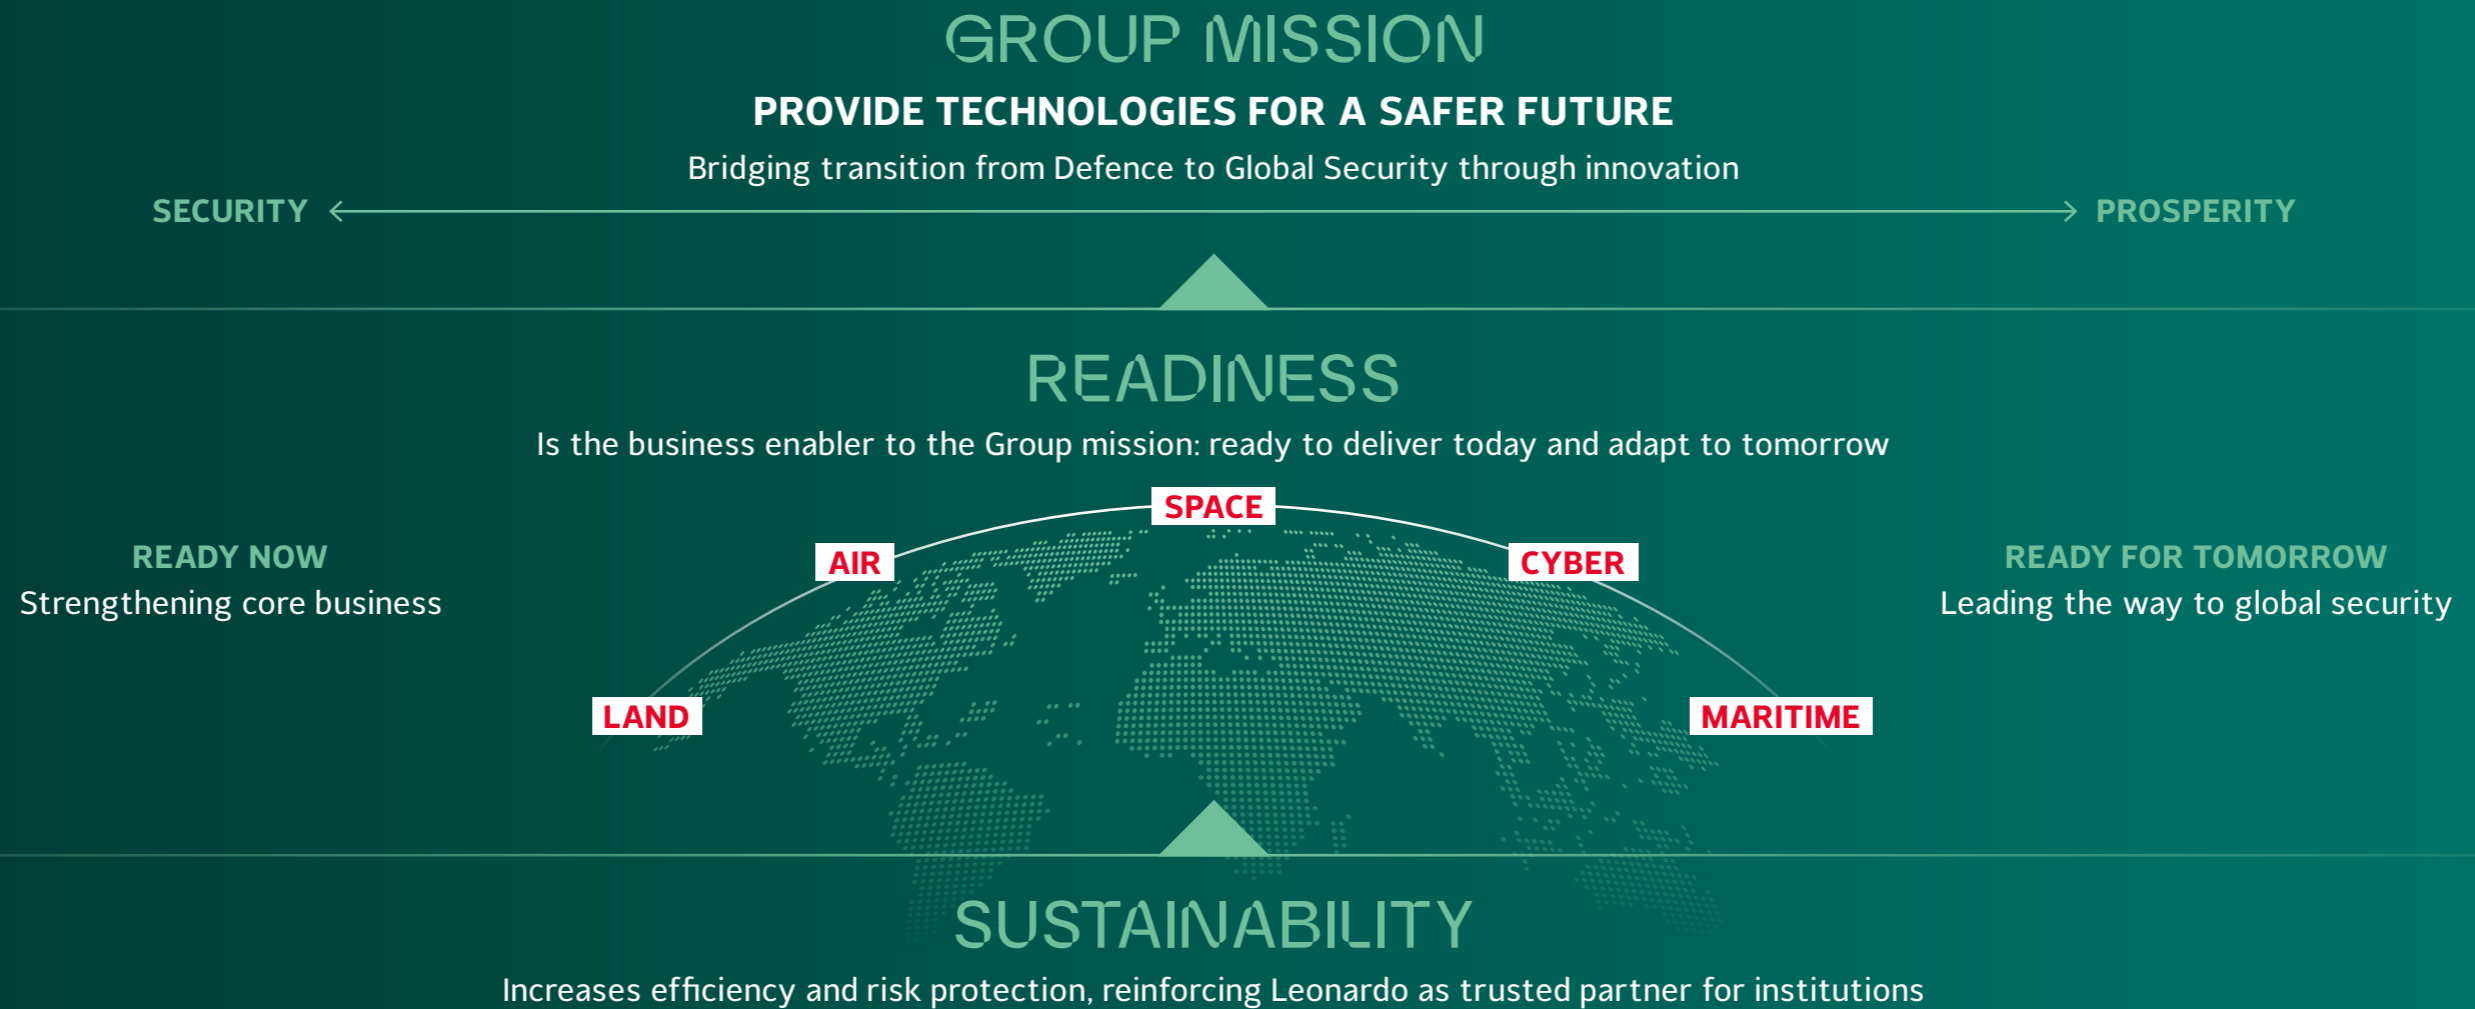 GROUP MISSION
PROVIDE TECHNOLOGIES FOR A SAFER FUTURE
Bridging transition from Defence to Global Security through innovation
SECURITY
PROSPERITY
READINESS
Is the business enabler to the Group mission: ready to deliver today and adapt to tomorrow
READY NOW
Strengthening core business
SPACE
AIR
CYBER
LAND
MARITIME
READY FOR TOMORROW
Leading the way to global security
SUSTAINABILITY
Increases efficiency and risk protection, reinforcing Leonardo as trusted partner for institutions